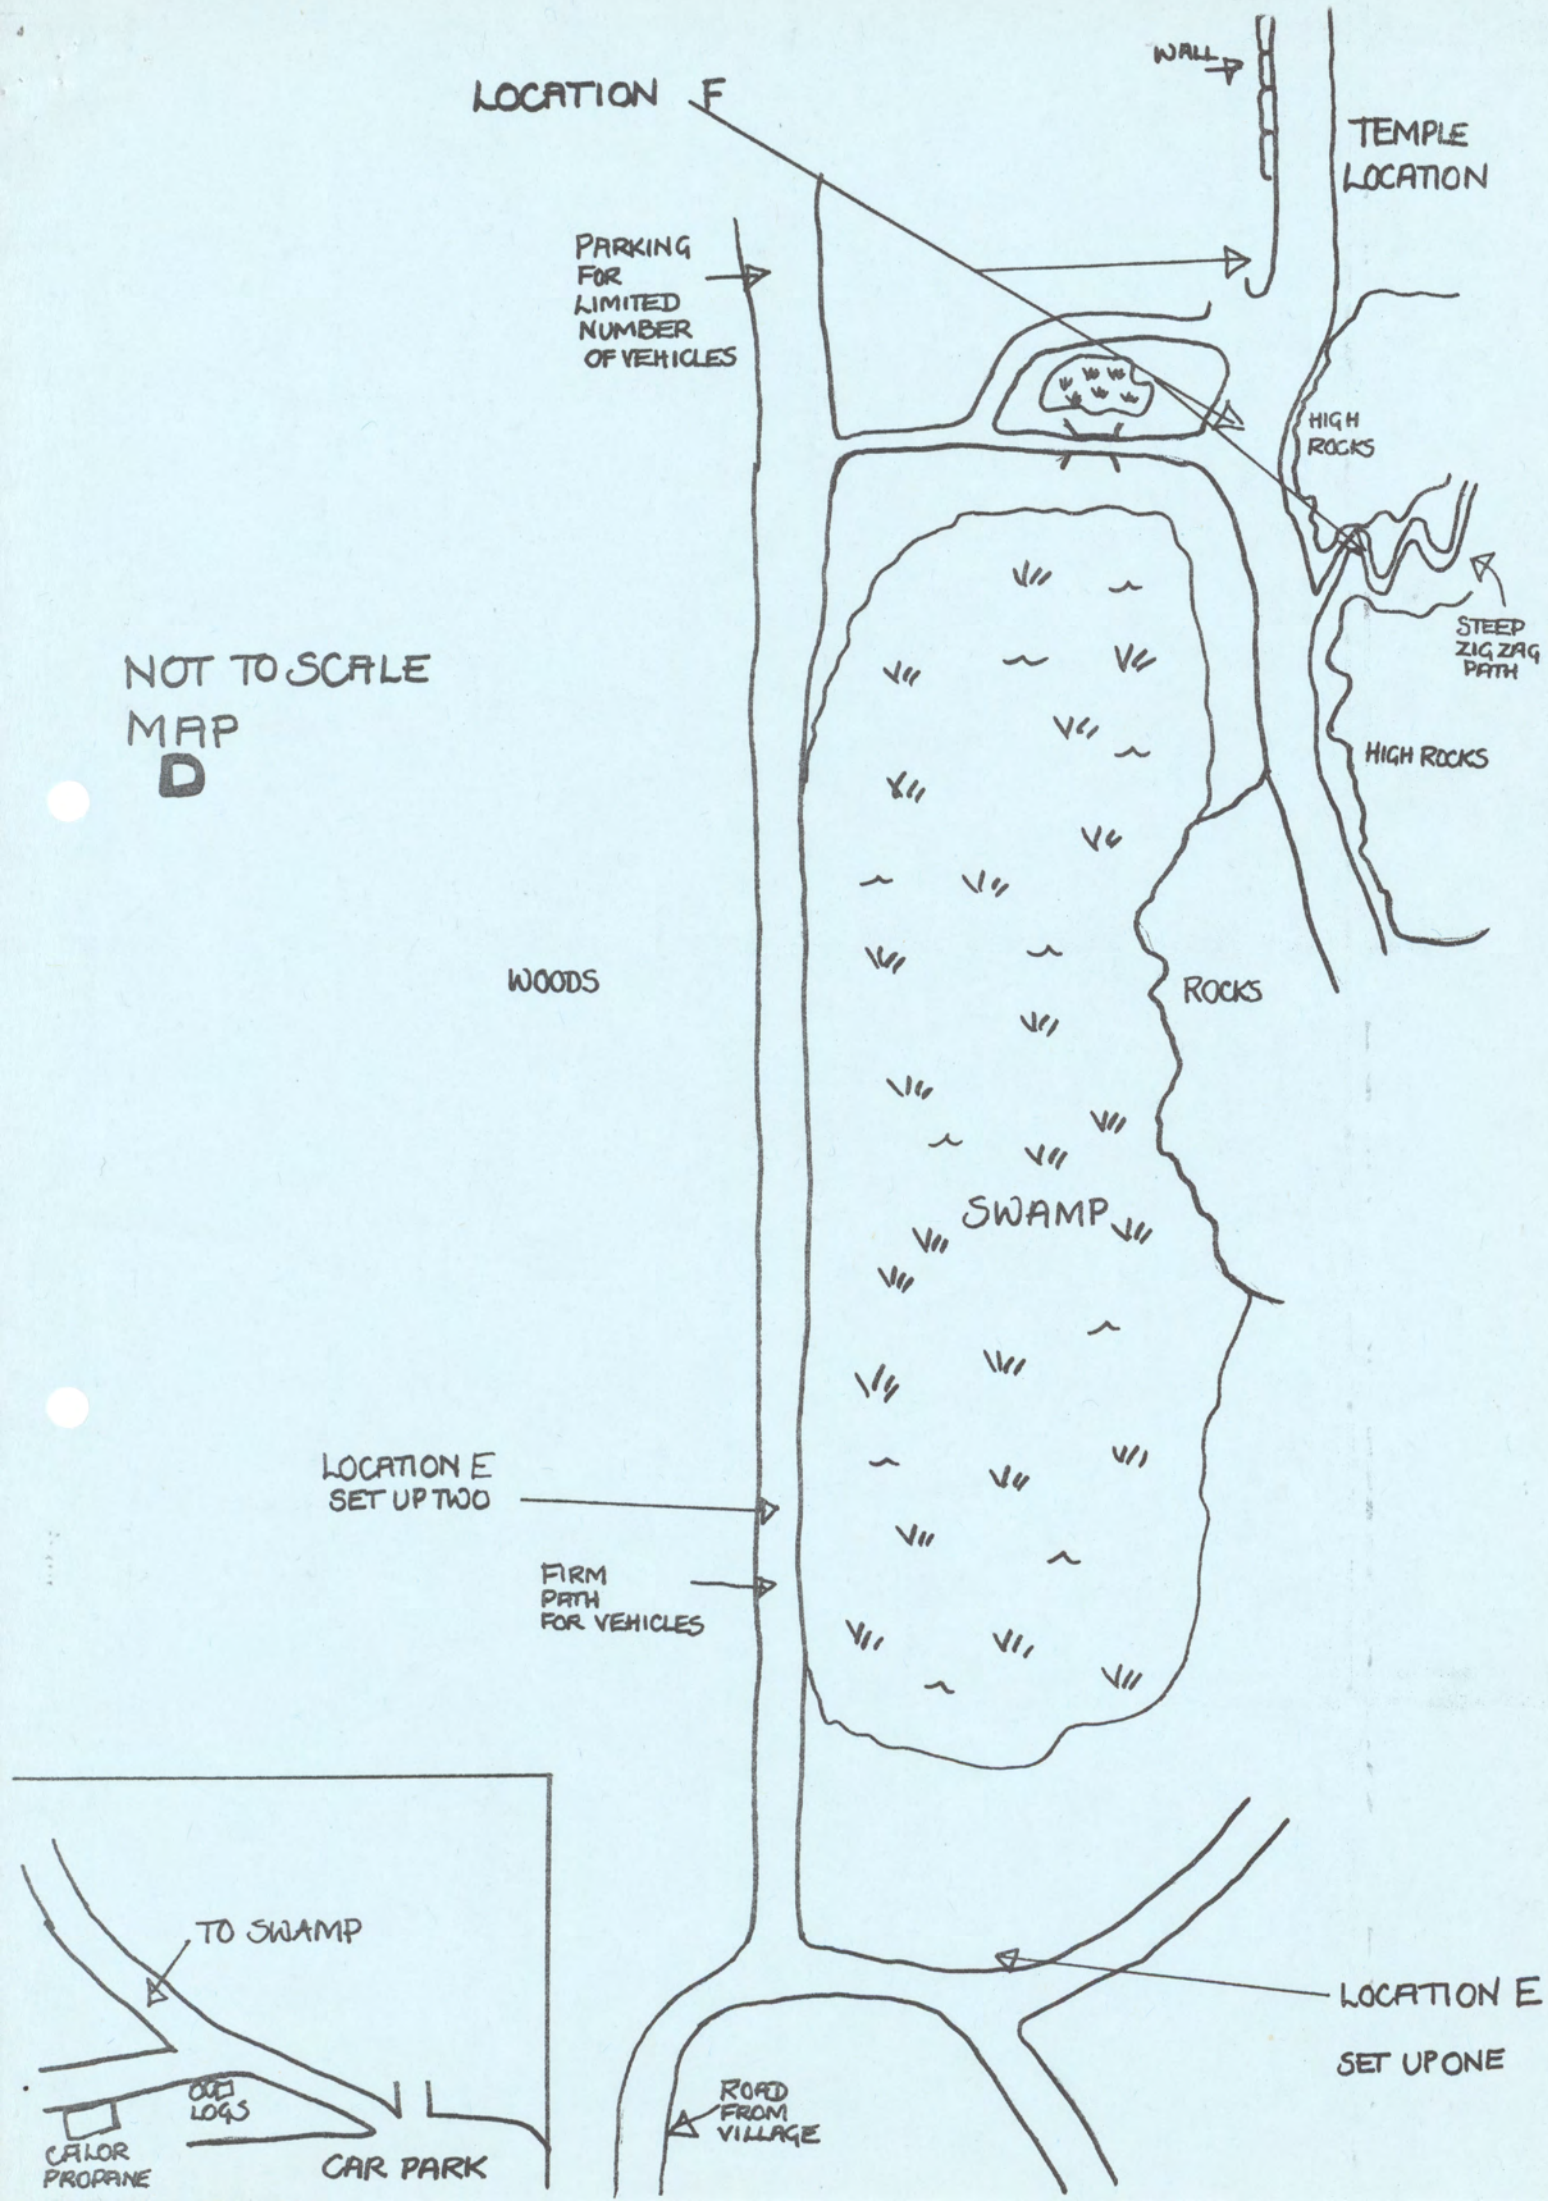 WALL
LOCATION F
TEMPLE
LOCATION
PARKING
FOR
LIMITED
NUMBER
OF VEHICLES
HIGH
ROCKS
STEEP
ZIG ZAG
PATH
NOT TO SCALE
MAP
D
HIGH ROCKS
WOODS
ROCKS
SWAMP
LOCATION E
SET UP TWO
FIRM
PATH
FOR VEHICLES
TO SWAMP
LOCATION E
SET UP ONE
LOGS
ROAD
FROM
VILLAGE
CALOR
PROPANE
CAR PARK